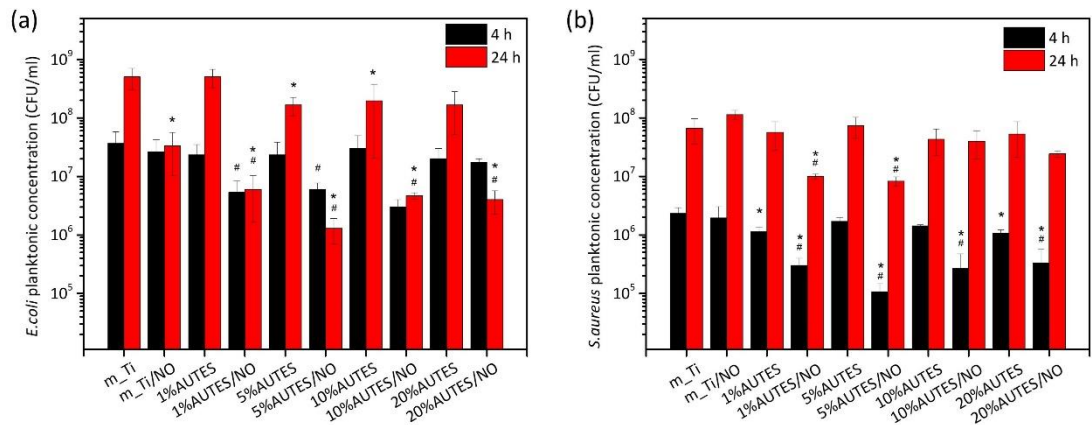 (a)
E.coli planktonic concentration (CFU/ml)
10⁹
10⁸
10⁷
10⁶
10⁵
4 h
24 h
*
*
#
*
#
*
#
*
*
#
*
#
m_Ti
m_Ti/NO
1%AUTES
1%AUTES/NO
5%AUTES
5%AUTES/NO
10%AUTES
10%AUTES/NO
20%AUTES
20%AUTES/NO
(b)
S.aureus planktonic concentration (CFU/ml)
10⁹
10⁸
10⁷
10⁶
10⁵
4 h
24 h
*
*
#
*
#
*
#
*
#
*
#
*
*
#
m_Ti
m_Ti/NO
1%AUTES
1%AUTES/NO
5%AUTES
5%AUTES/NO
10%AUTES
10%AUTES/NO
20%AUTES
20%AUTES/NO